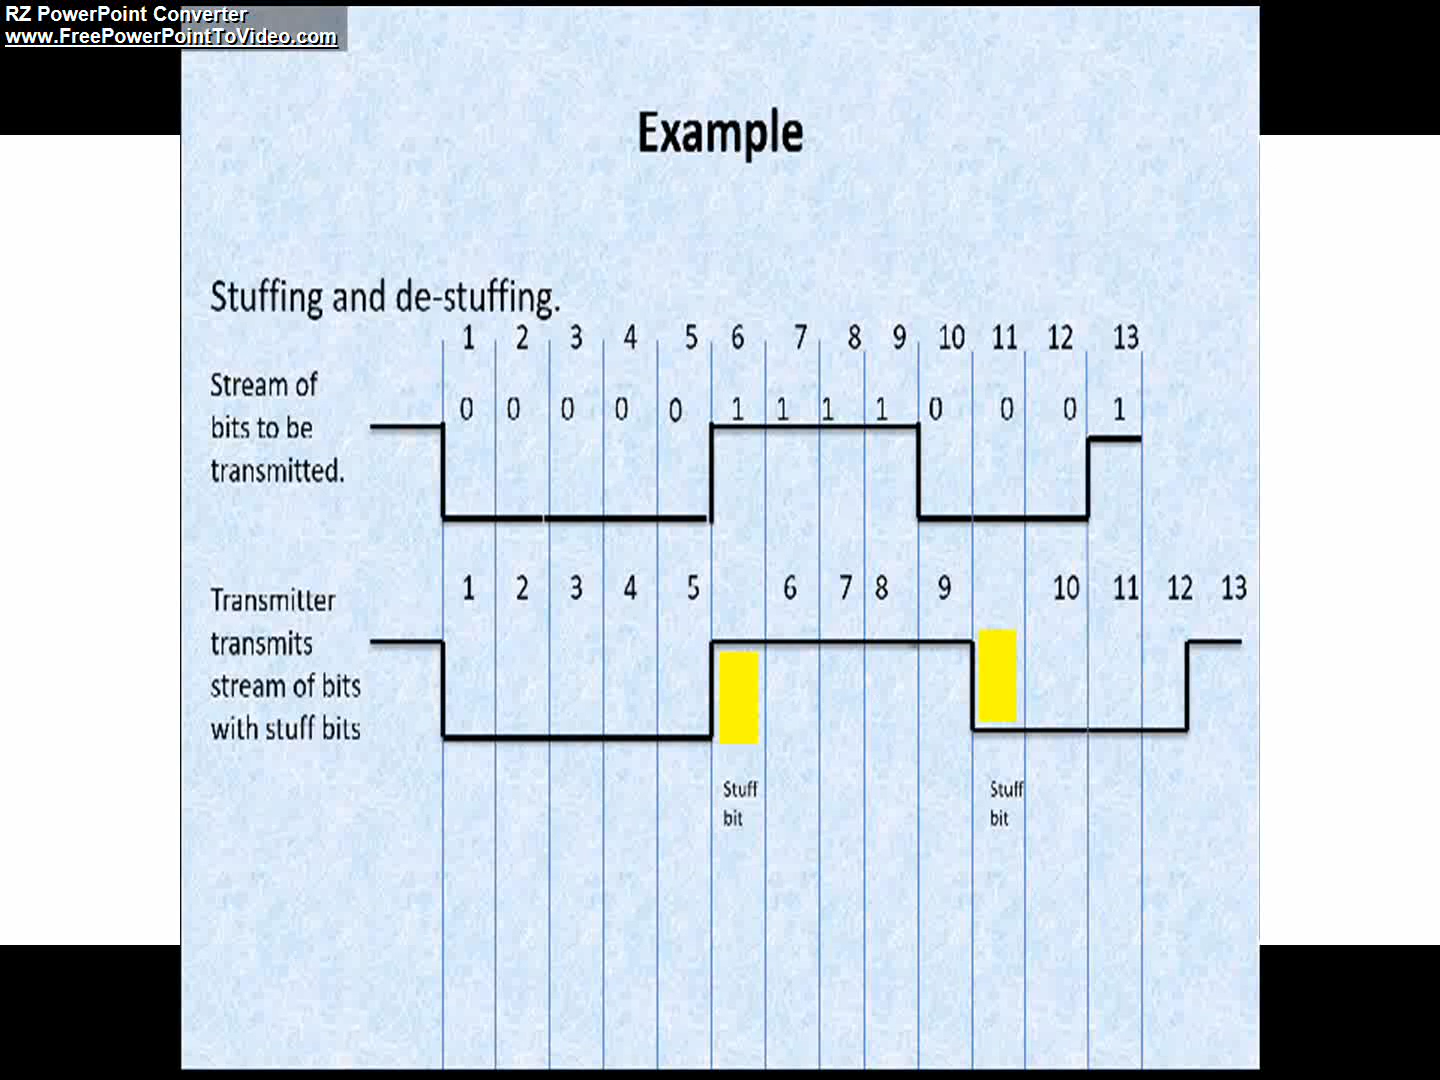 RZ PowerPoint Converter
www.FreePowerPointToVideo.com
Example
Stuffing and de-stuffing.
1 2 3 4 5 6 7 8 9 10 11 12 13
Stream of
bits to be
transmitted.
0 0 0 0 0 1 1 1 1 0 0 0 1
1 2 3 4 5 6 7 8 9 10 11 12 13
Transmitter
transmits
stream of bits
with stuff bits
Stuff
bit
Stuff
bit